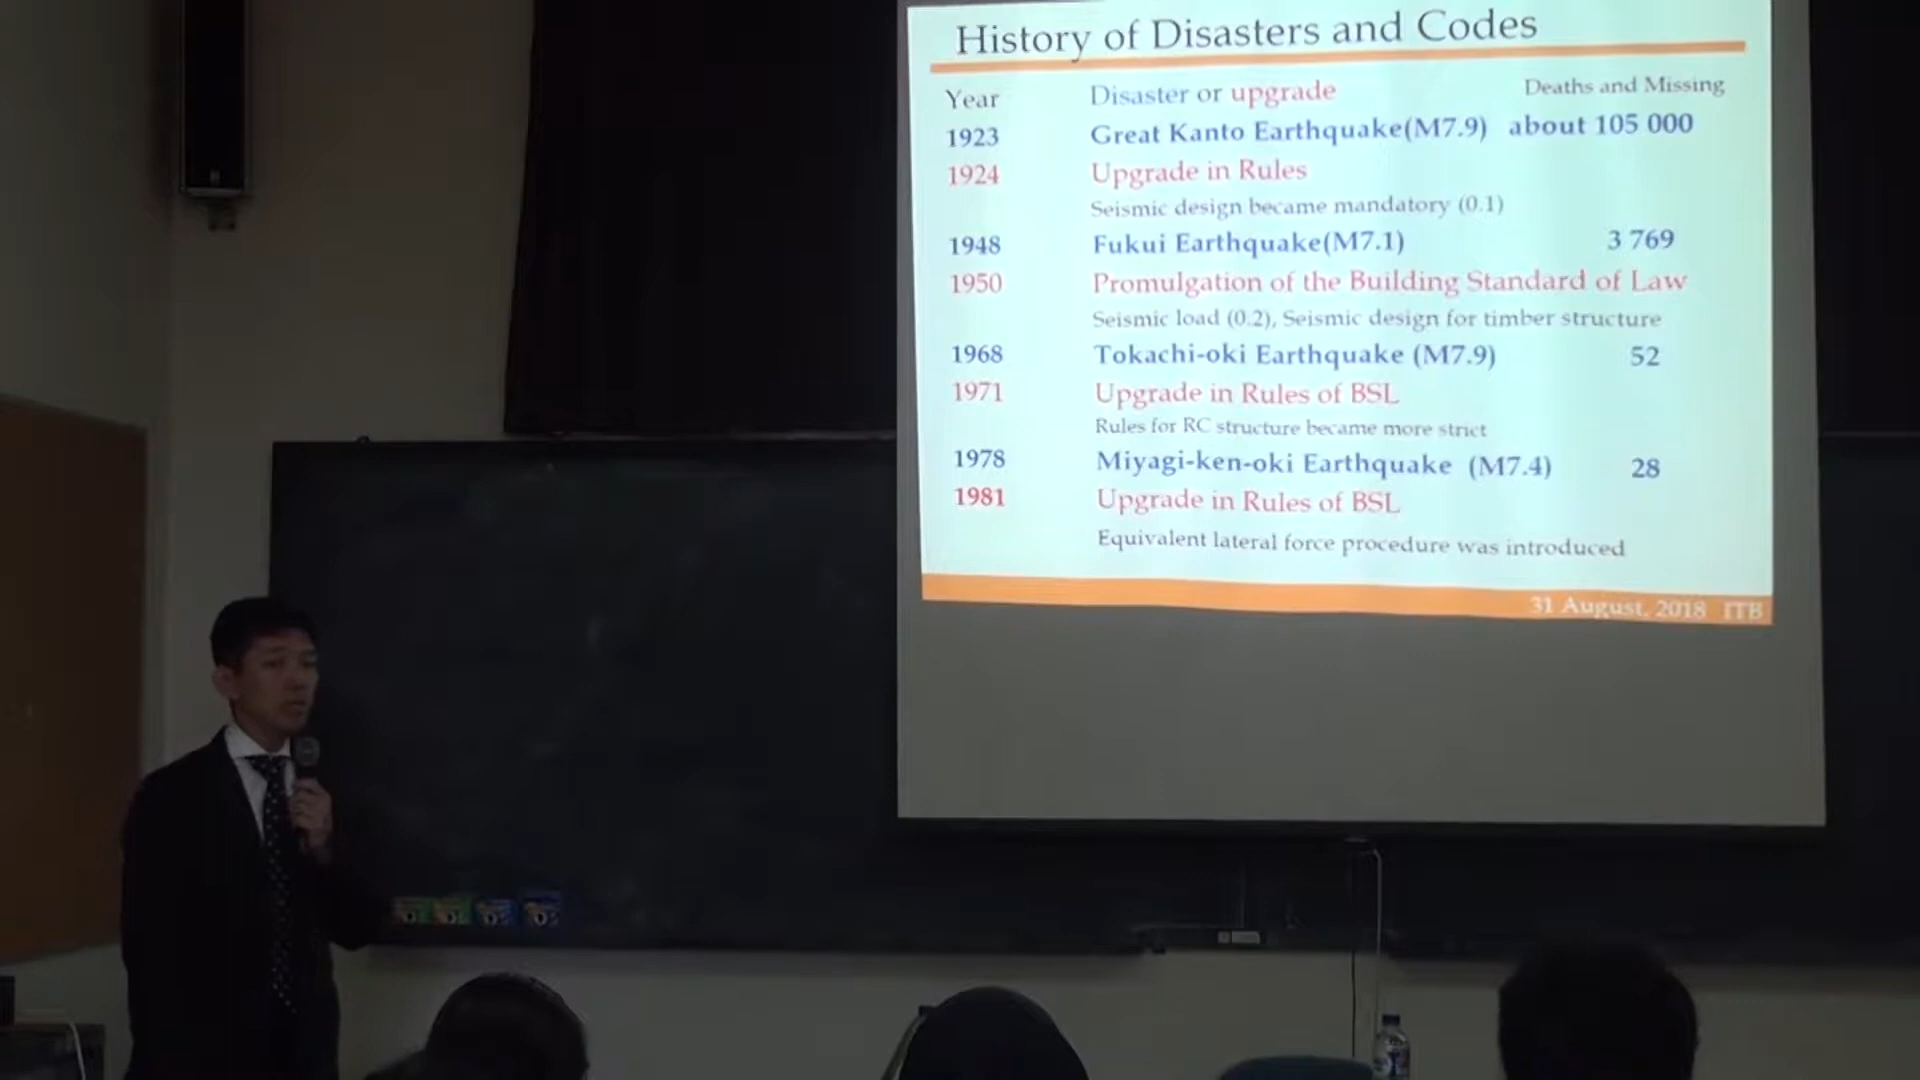 History of Disasters and Codes
Year Disaster or upgrade Deaths and Missing
1923 Great Kanto Earthquake(M7.9) about 105 000
1924 Upgrade in Rules
Seismic design became mandatory (0.1)
1948 Fukui Earthquake(M7.1) 3 769
1950 Promulgation of the Building Standard of Law
Seismic load (0.2), Seismic design for timber structure
1968 Tokachi-oki Earthquake (M7.9) 52
1971 Upgrade in Rules of BSL
Rules for RC structure became more strict
1978 Miyagi-ken-oki Earthquake (M7.4) 28
1981 Upgrade in Rules of BSL
Equivalent lateral force procedure was introduced
31 August, 2018 ITB